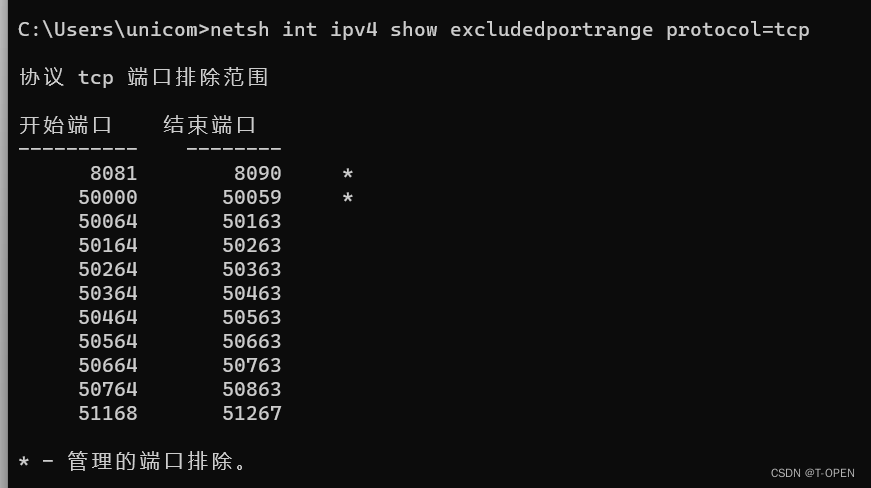 C:\Users\unicom>netsh int ipv4 show excludedportrange protocol=tcp
协议 tcp 端口排除范围
开始端口    结束端口
----------    --------
8081        8090     *
50000       50059     *
50064       50163
50164       50263
50264       50363
50364       50463
50464       50563
50564       50663
50664       50763
50764       50863
51168       51267
* - 管理的端口排除。
CSDN @T-OPEN